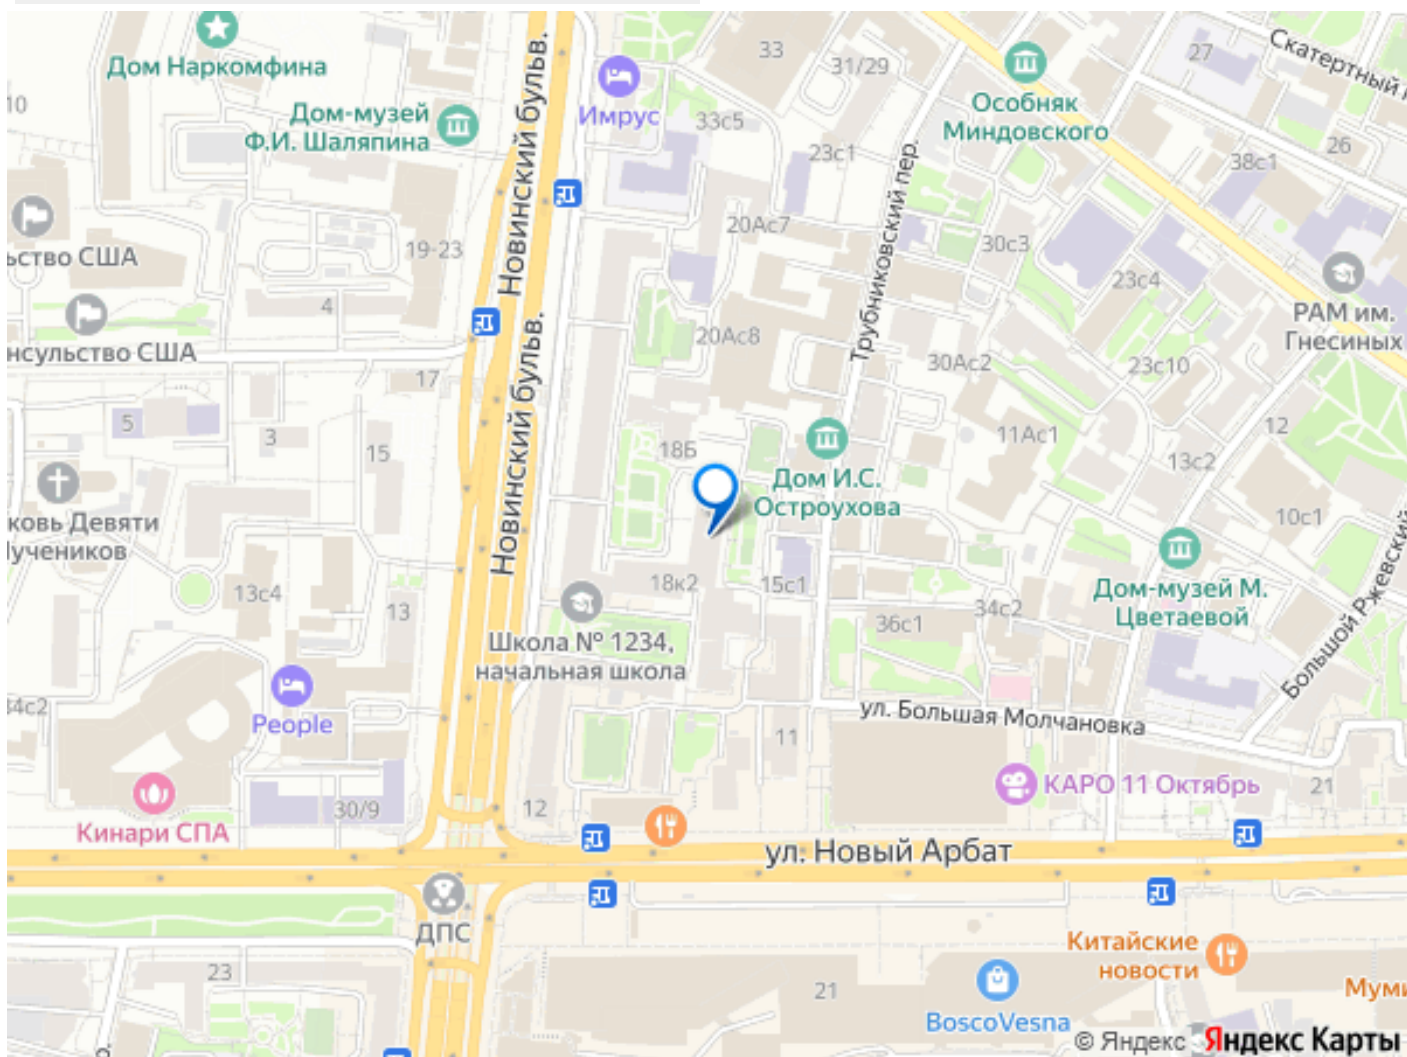 Дом Наркомфина
10
Дом-музей
Ф.И. Шаляпина
Новинский бульв.
Имрус
33
31/29
33с5
23с1
Особняк
Миндовского
27
Скатертный
26
38с1
ьство США
19-23
4
20Ас7
Трубниковский пер.
30с3
23с4
РАМ им.
Гнесиных
нсульство США
17
Новинский бульв.
20Ас8
30Ас2
23с10
5
3
15
18Б
Дом И.С.
Остроухова
11Ас1
12
13с2
10с1
ковь Девяти
учеников
Новинский бульв.
13с4
13
18к2
15с1
36с1
34с2
Дом-музей М.
Цветаевой
Большой Ржевский
Школа № 1234,
начальная школа
34с2
People
ул. Большая Молчановка
11
КАРО 11 Октябрь
21
Кинари СПА
30/9
12
ул. Новый Арбат
ДПС
23
21
BoscoVesna
Китайские
новости
Муми
© Яндекс Яндекс Карты